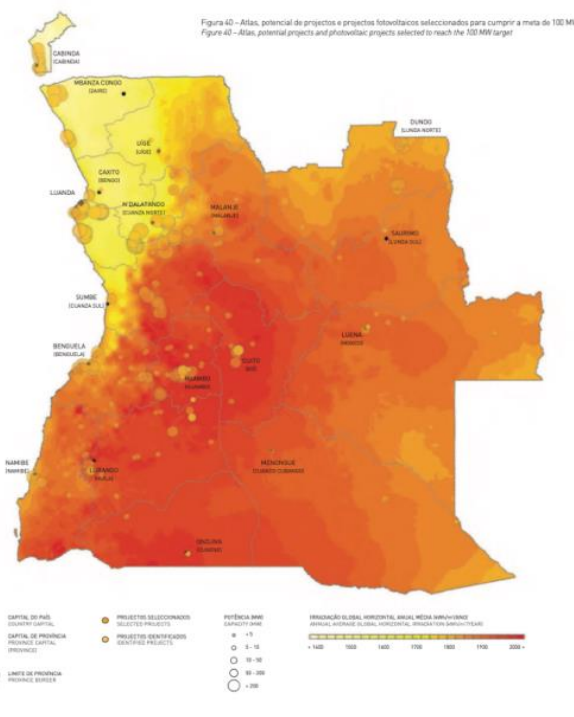 Figura 40 – Atlas, potencial de projectos e projectos fotovoltaicos seleccionados para cumprir a meta de 100 MW
Figure 40 – Atlas, potential projects and photovoltaic projects selected to reach the 100 MW target
CABINDA
(CABINDA)
MBANZA CONGO
(ZAIRE)
DUNDO
(LUNDA NORTE)
UÍGE
(UÍGE)
CAXITO
(BENGO)
LUANDA
N'DALATANDO
(CUANZA NORTE)
MALANJE
(MALANJE)
SAURIMO
(LUNDA SUL)
SUMBE
(CUANZA SUL)
LUENA
(MOXICO)
BENGUELA
(BENGUELA)
CUITO
(BIÉ)
HUAMBO
(HUAMBO)
NAMIBE
(NAMIBE)
LUBANGO
(HUÍLA)
MENONGUE
(CUANDO CUBANGO)
ONDJIVA
(CUNENE)
CAPITAL DO PAÍS
COUNTRY CAPITAL
CAPITAL DE PROVÍNCIA
PROVINCE CAPITAL
(PROVINCE)
LIMITE DE PROVÍNCIA
PROVINCE BORDER
PROJECTOS SELECCIONADOS
SELECTED PROJECTS
PROJECTOS IDENTIFICADOS
IDENTIFIED PROJECTS
POTÊNCIA (MW)
CAPACITY (MW)
< 5
5 - 10
10 - 50
50 - 200
> 200
IRRADIAÇÃO GLOBAL HORIZONTAL ANUAL MÉDIA (kWh/m²/ANO)
ANNUAL AVERAGE GLOBAL HORIZONTAL IRRADIATION (kWh/m²/YEAR)
< 1400 1500 1600 1700 1800 1900 2000 >